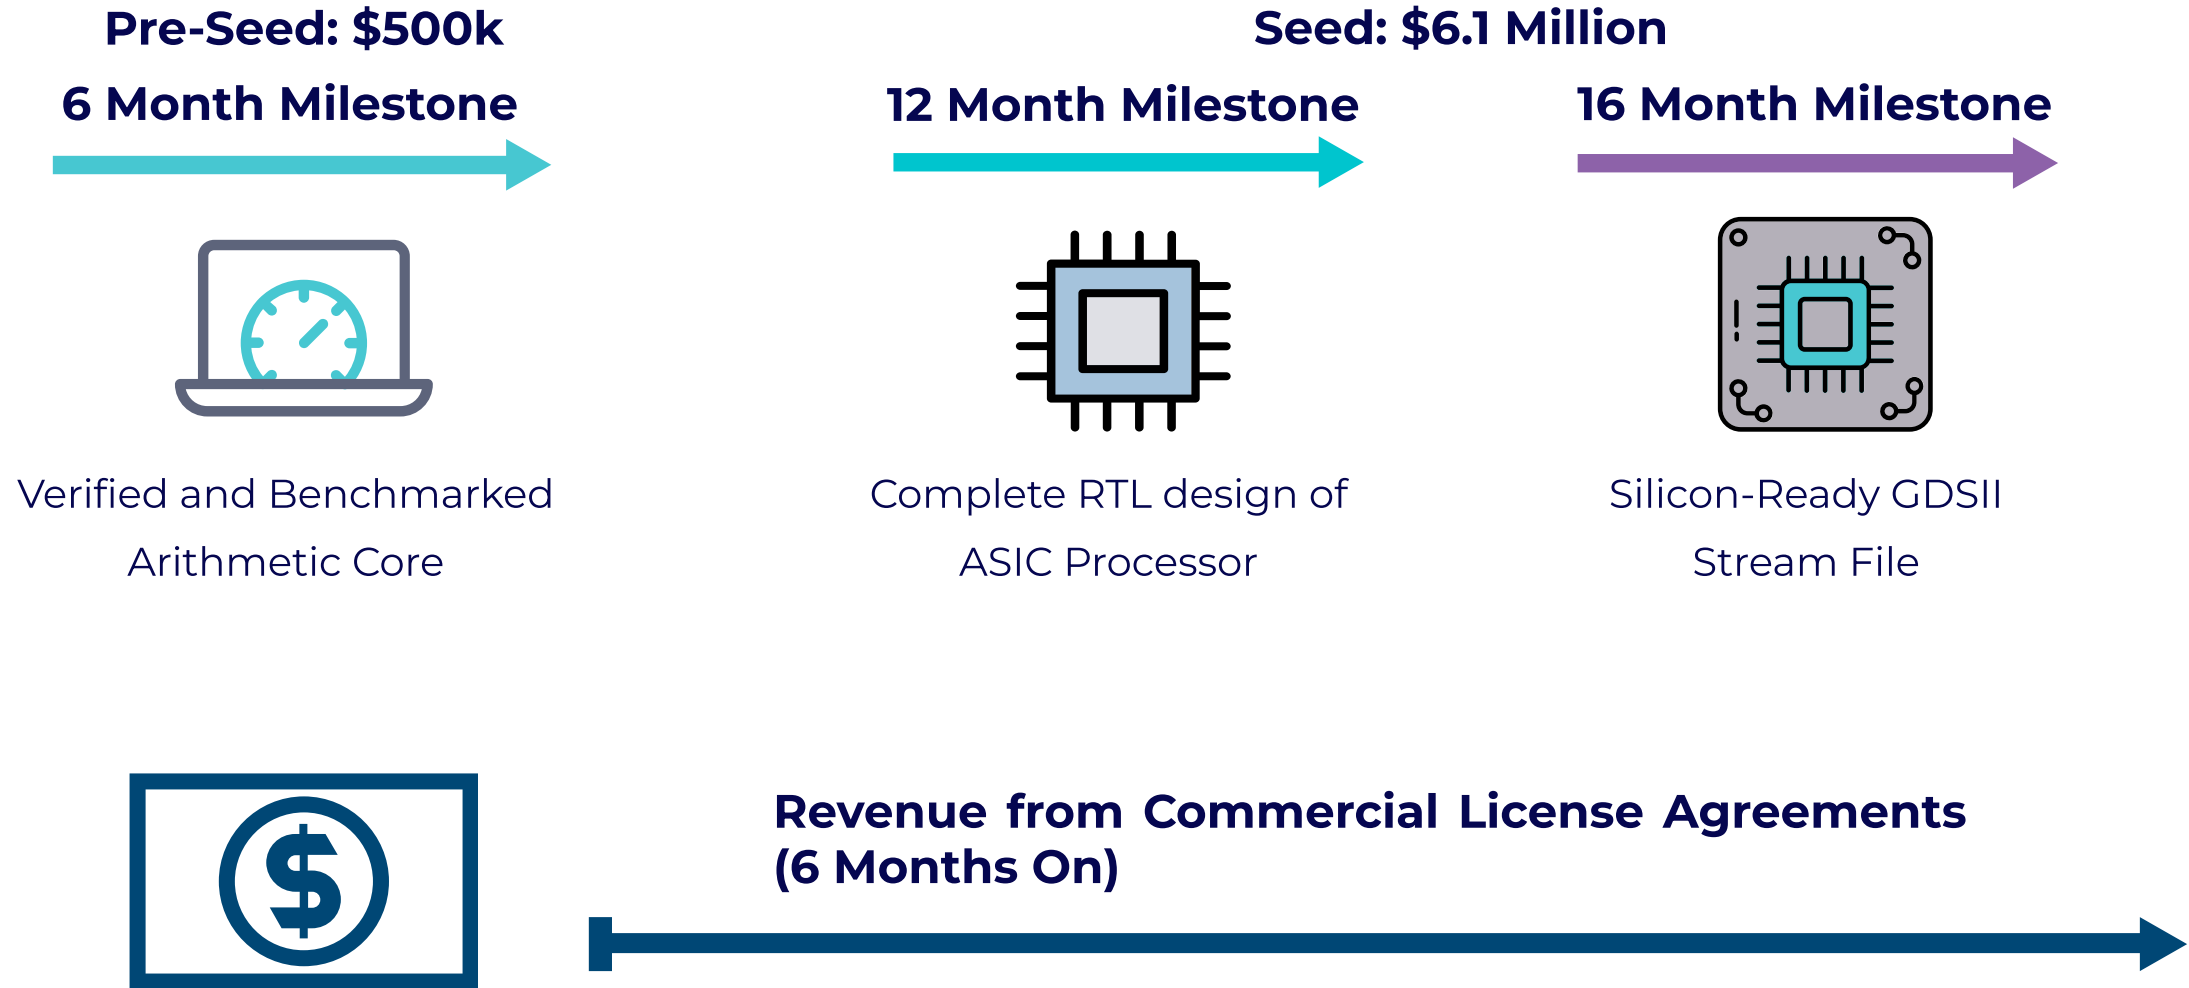 Pre-Seed: $500k
6 Month Milestone
Verified and Benchmarked
Arithmetic Core
Seed: $6.1 Million
12 Month Milestone
Complete RTL design of
ASIC Processor
16 Month Milestone
Silicon-Ready GDSII
Stream File
$
Revenue from Commercial License Agreements
(6 Months On)